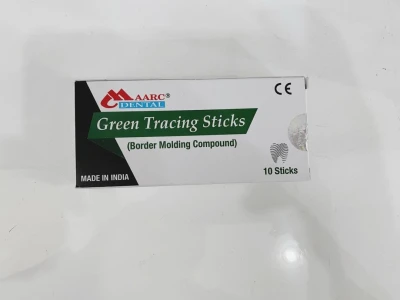 MAARC®
DENTAL
CE
Green Tracing Sticks
(Border Molding Compound)
10 Sticks
MADE IN INDIA